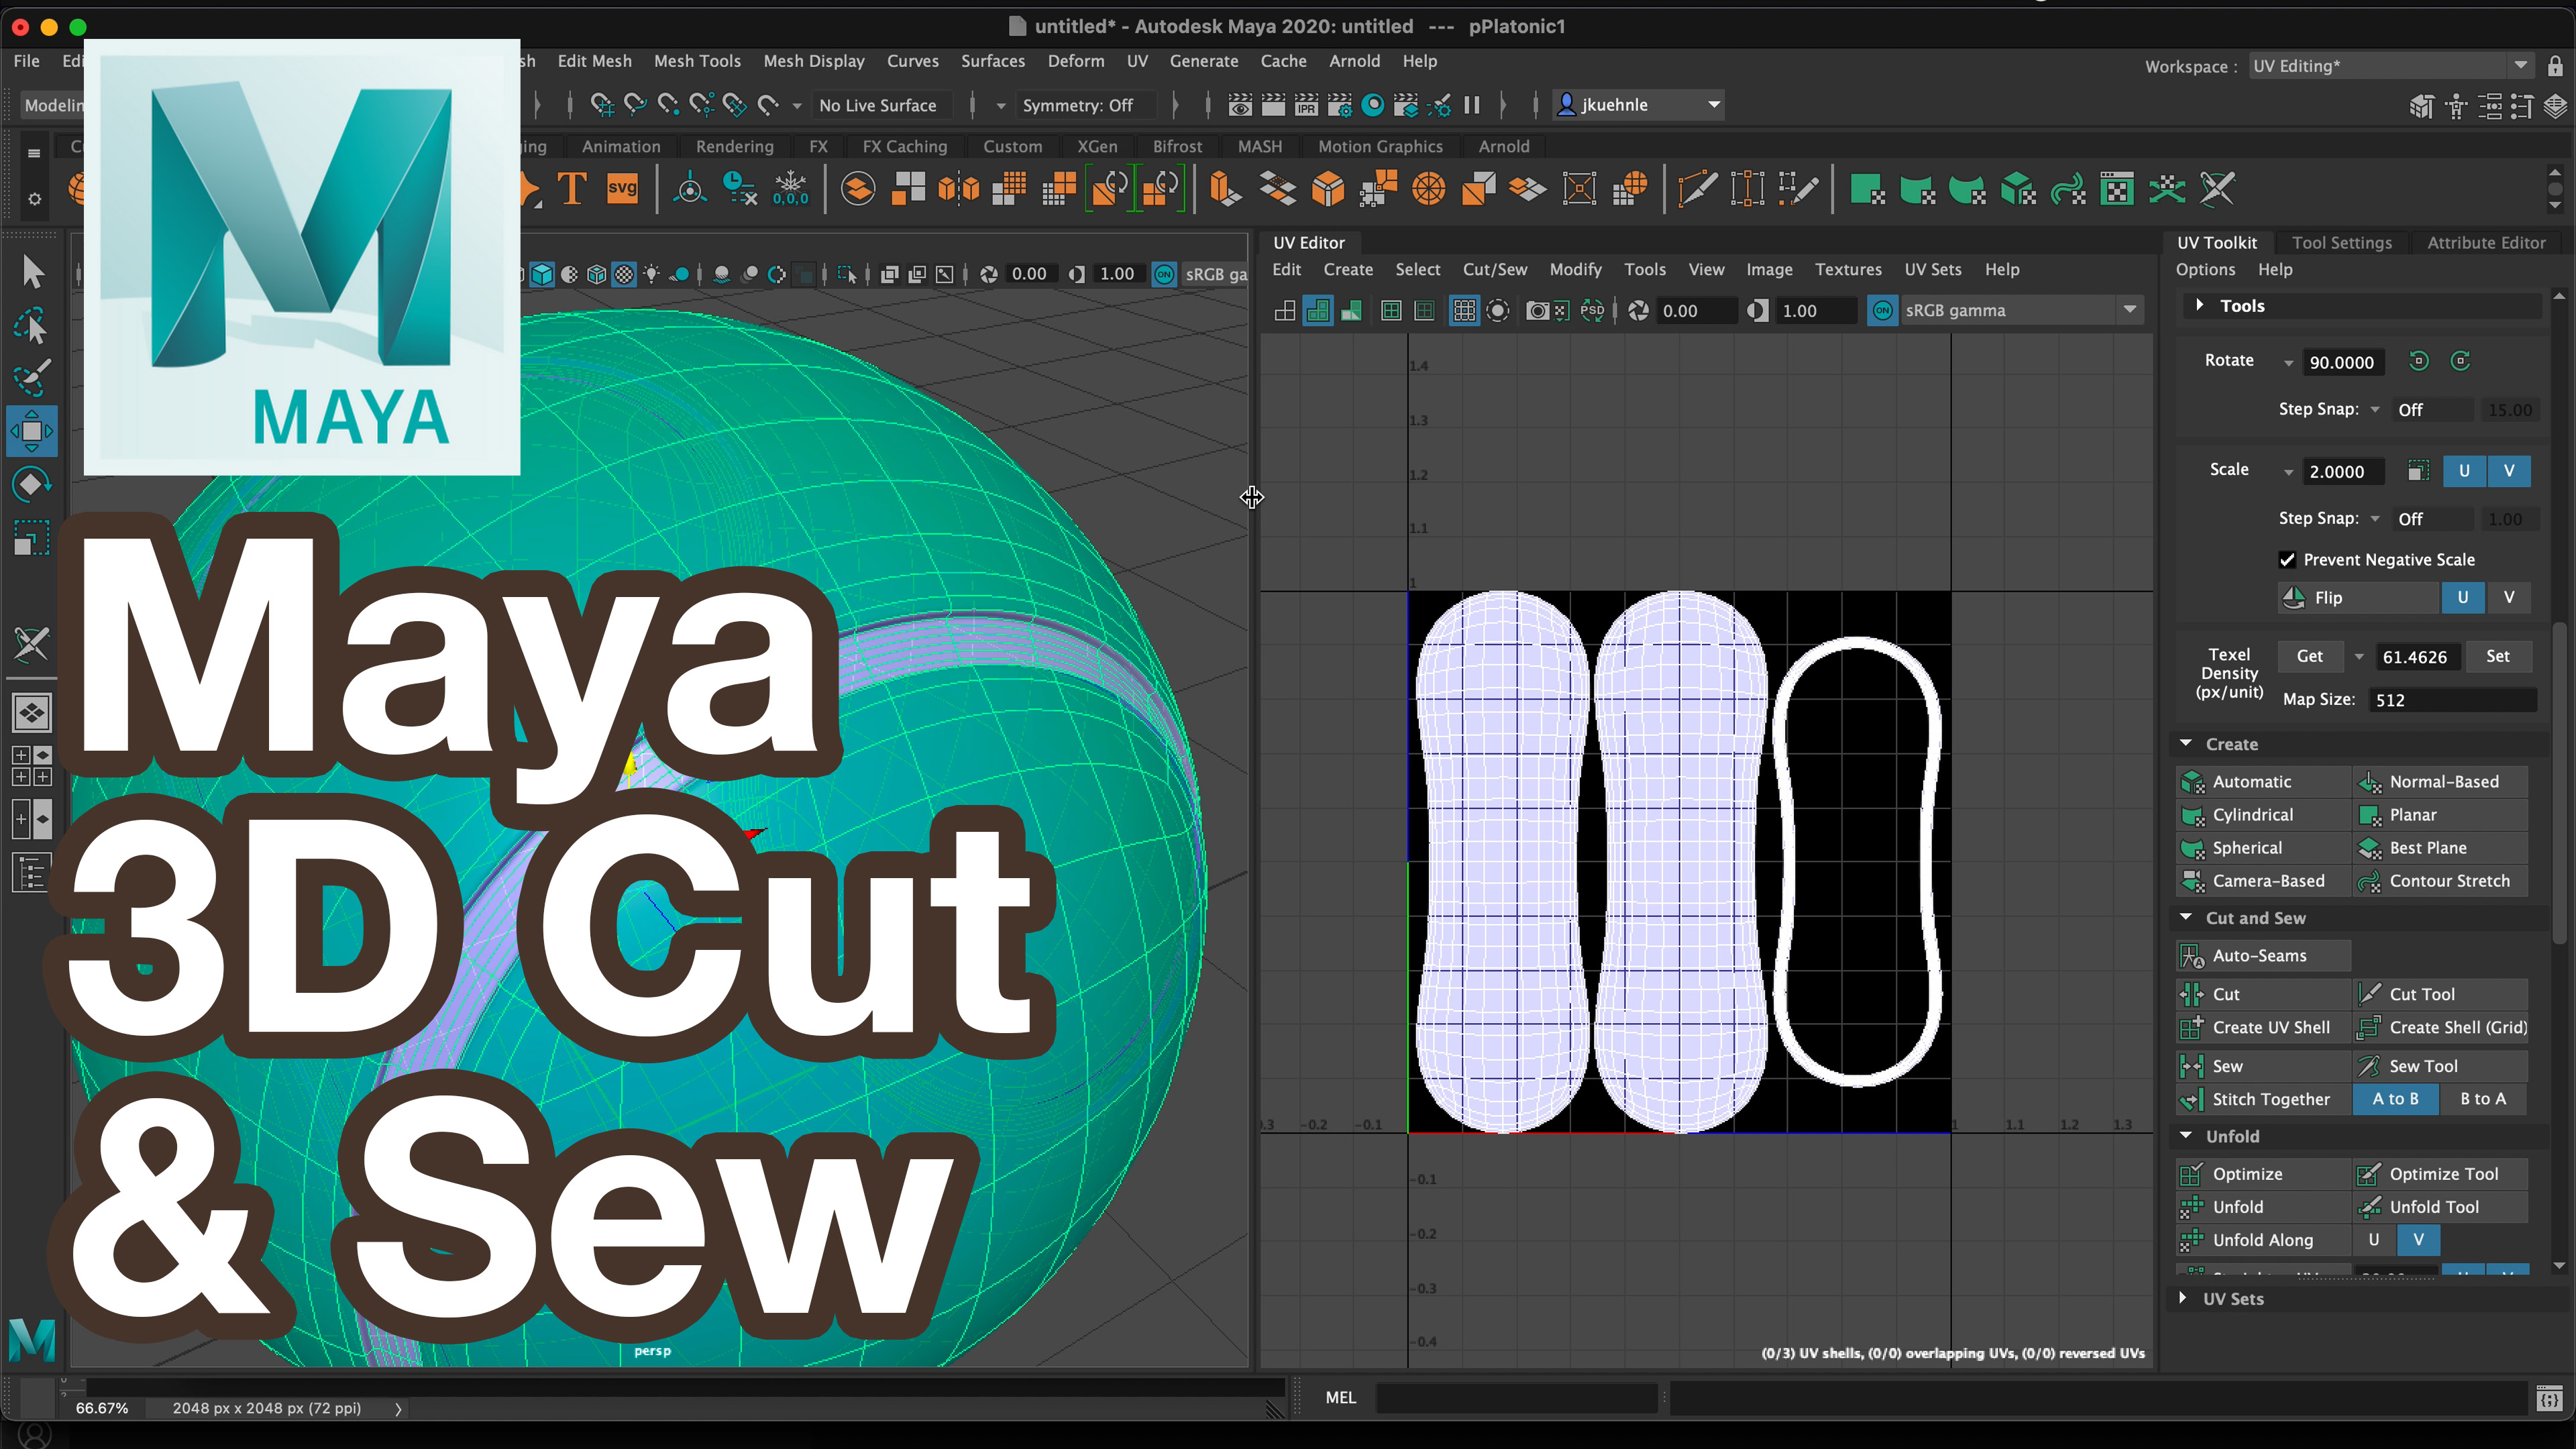 untitled* - Autodesk Maya 2020: untitled --- pPlatonic1
File Edit Mesh Mesh Tools Mesh Display Curves Surfaces Deform UV Generate Cache Arnold Help
Workspace : UV Editing*
No Live Surface Symmetry: Off IPR jkuehnle
Animation Rendering FX FX Caching Custom XGen Bifrost MASH Motion Graphics Arnold
T svg 0,0,0
MAYA
0.00 1.00 ON sRGB ga
UV Editor
Edit Create Select Cut/Sew Modify Tools View Image Textures UV Sets Help
PSD 0.00 1.00 ON sRGB gamma
1.4
1.3
1.2
1.1
1
-0.2 -0.1 1 1.1 1.2 1.3
-0.1
-0.2
-0.3
-0.4
(0/3) UV shells, (0/0) overlapping UVs, (0/0) reversed UVs
Maya
3D Cut
& Sew
persp
UV Toolkit Tool Settings Attribute Editor
Options Help
Tools
Rotate 90.0000
Step Snap: Off 15.00
Scale 2.0000 U V
Step Snap: Off 1.00
Prevent Negative Scale
Flip U V
Texel Density (px/unit) Get 61.4626 Set
Map Size: 512
Create
Automatic Normal-Based
Cylindrical Planar
Spherical Best Plane
Camera-Based Contour Stretch
Cut and Sew
Auto-Seams
Cut Cut Tool
Create UV Shell Create Shell (Grid)
Sew Sew Tool
Stitch Together A to B B to A
Unfold
Optimize Optimize Tool
Unfold Unfold Tool
Unfold Along U V
UV Sets
66.67% 2048 px x 2048 px (72 ppi)
MEL